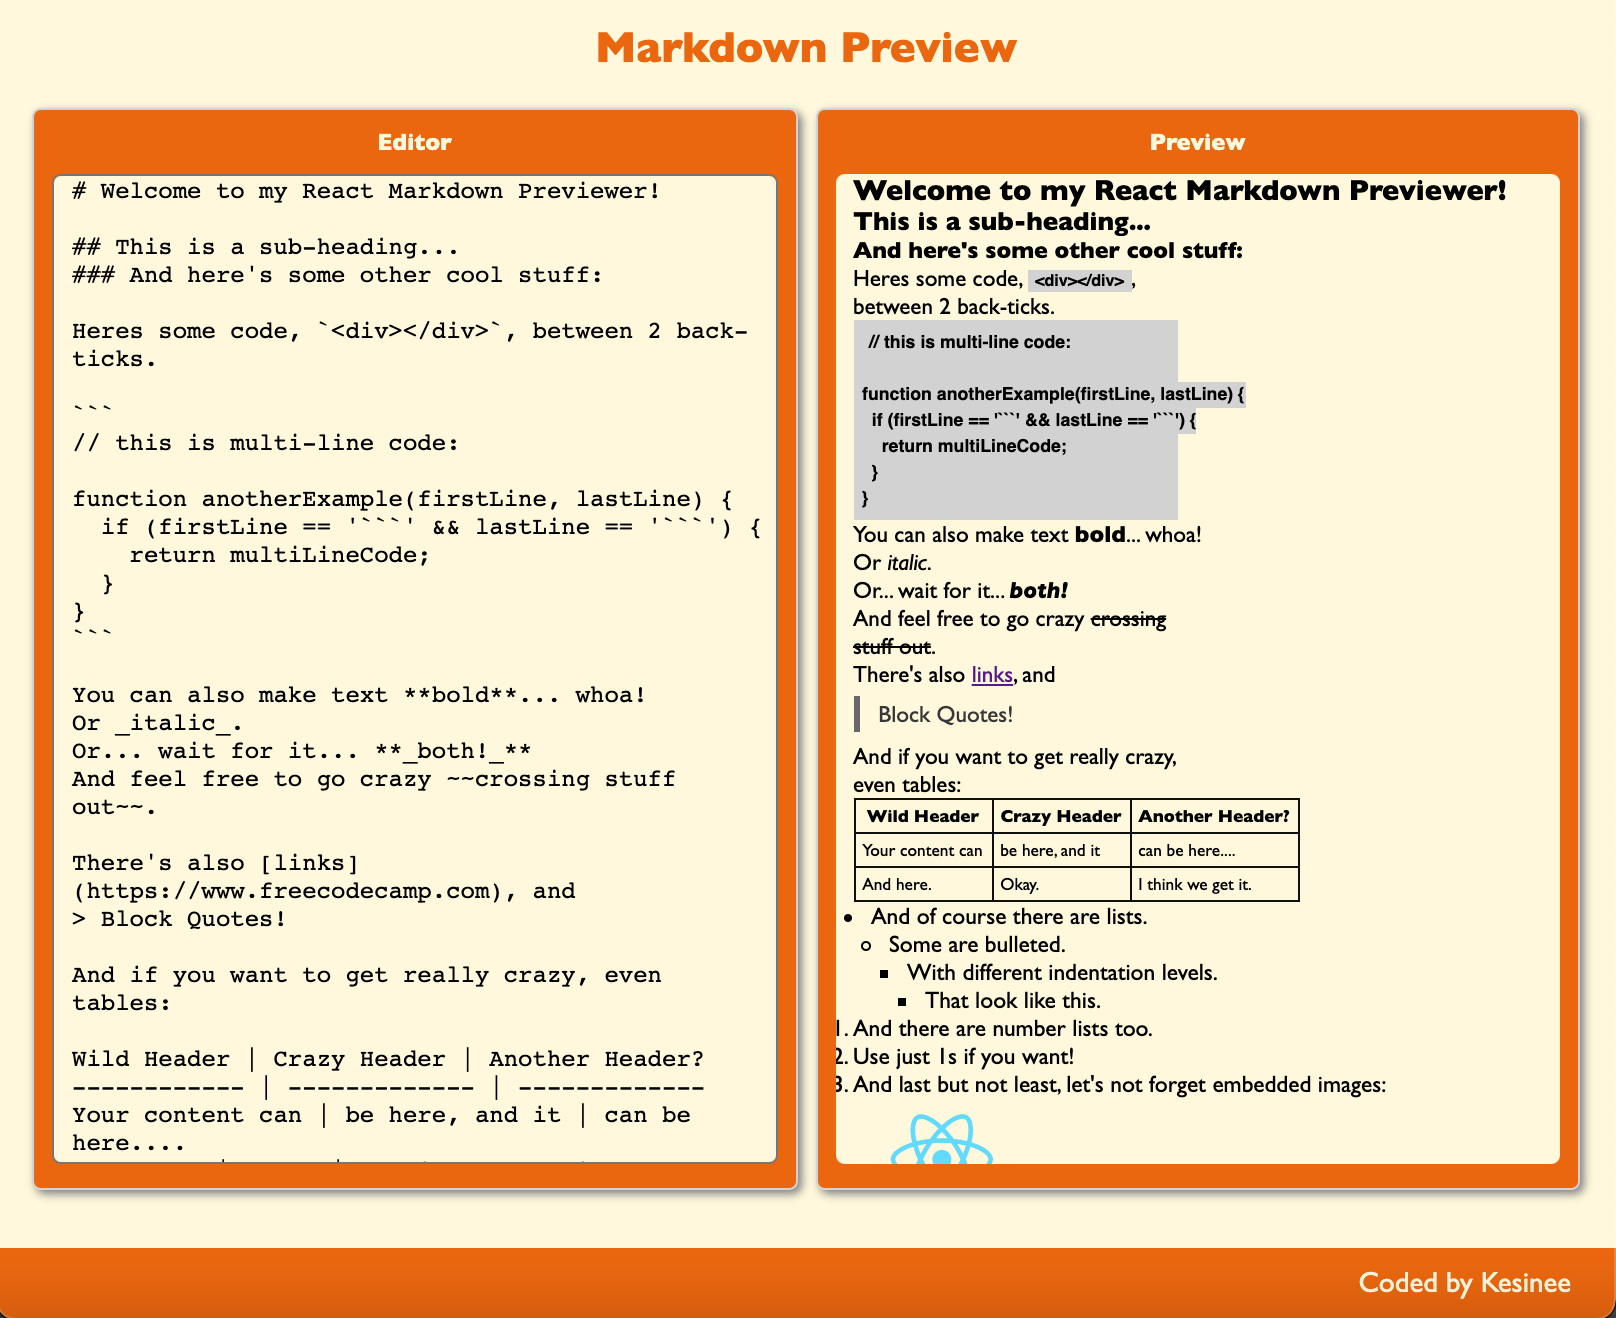 Markdown Preview
Editor
# Welcome to my React Markdown Previewer!
## This is a sub-heading...
### And here's some other cool stuff:
Heres some code, `<div></div>`, between 2 back-
ticks.
```
// this is multi-line code:
function anotherExample(firstLine, lastLine) {
  if (firstLine == '```' && lastLine == '```') {
    return multiLineCode;
  }
}
```
You can also make text **bold**... whoa!
Or _italic_.
Or... wait for it... **_both!_**
And feel free to go crazy ~~crossing stuff
out~~.
There's also [links]
(https://www.freecodecamp.com), and
> Block Quotes!
And if you want to get really crazy, even
tables:
Wild Header | Crazy Header | Another Header?
------------ | ------------- | -------------
Your content can | be here, and it | can be
here....
Preview
Welcome to my React Markdown Previewer!
This is a sub-heading...
And here's some other cool stuff:
Heres some code, <div></div> ,
between 2 back-ticks.
// this is multi-line code:
function anotherExample(firstLine, lastLine) {
  if (firstLine == '```' && lastLine == '```') {
    return multiLineCode;
  }
}
You can also make text bold... whoa!
Or italic.
Or... wait for it... both!
And feel free to go crazy crossing
stuff out.
There's also links, and
Block Quotes!
And if you want to get really crazy,
even tables:
Wild Header Crazy Header Another Header?
Your content can be here, and it can be here....
And here. Okay. I think we get it.
• And of course there are lists.
○ Some are bulleted.
▪ With different indentation levels.
▪ That look like this.
1. And there are number lists too.
2. Use just 1s if you want!
3. And last but not least, let's not forget embedded images:
Coded by Kesinee